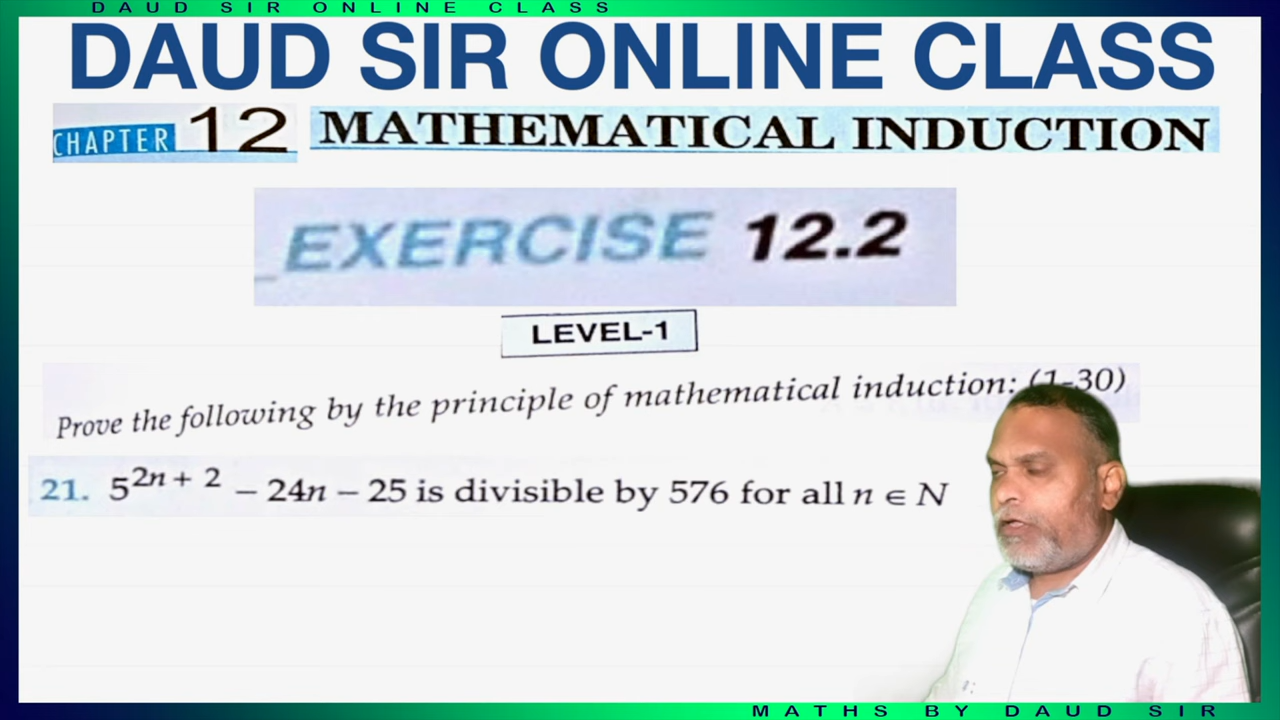 DAUD SIR ONLINE CLASS
DAUD SIR ONLINE CLASS
CHAPTER 12 MATHEMATICAL INDUCTION
EXERCISE 12.2
LEVEL-1
Prove the following by the principle of mathematical induction: (1-30)
21. 5^{2n + 2} – 24n – 25 is divisible by 576 for all n ∈ N
MATHS BY DAUD SIR